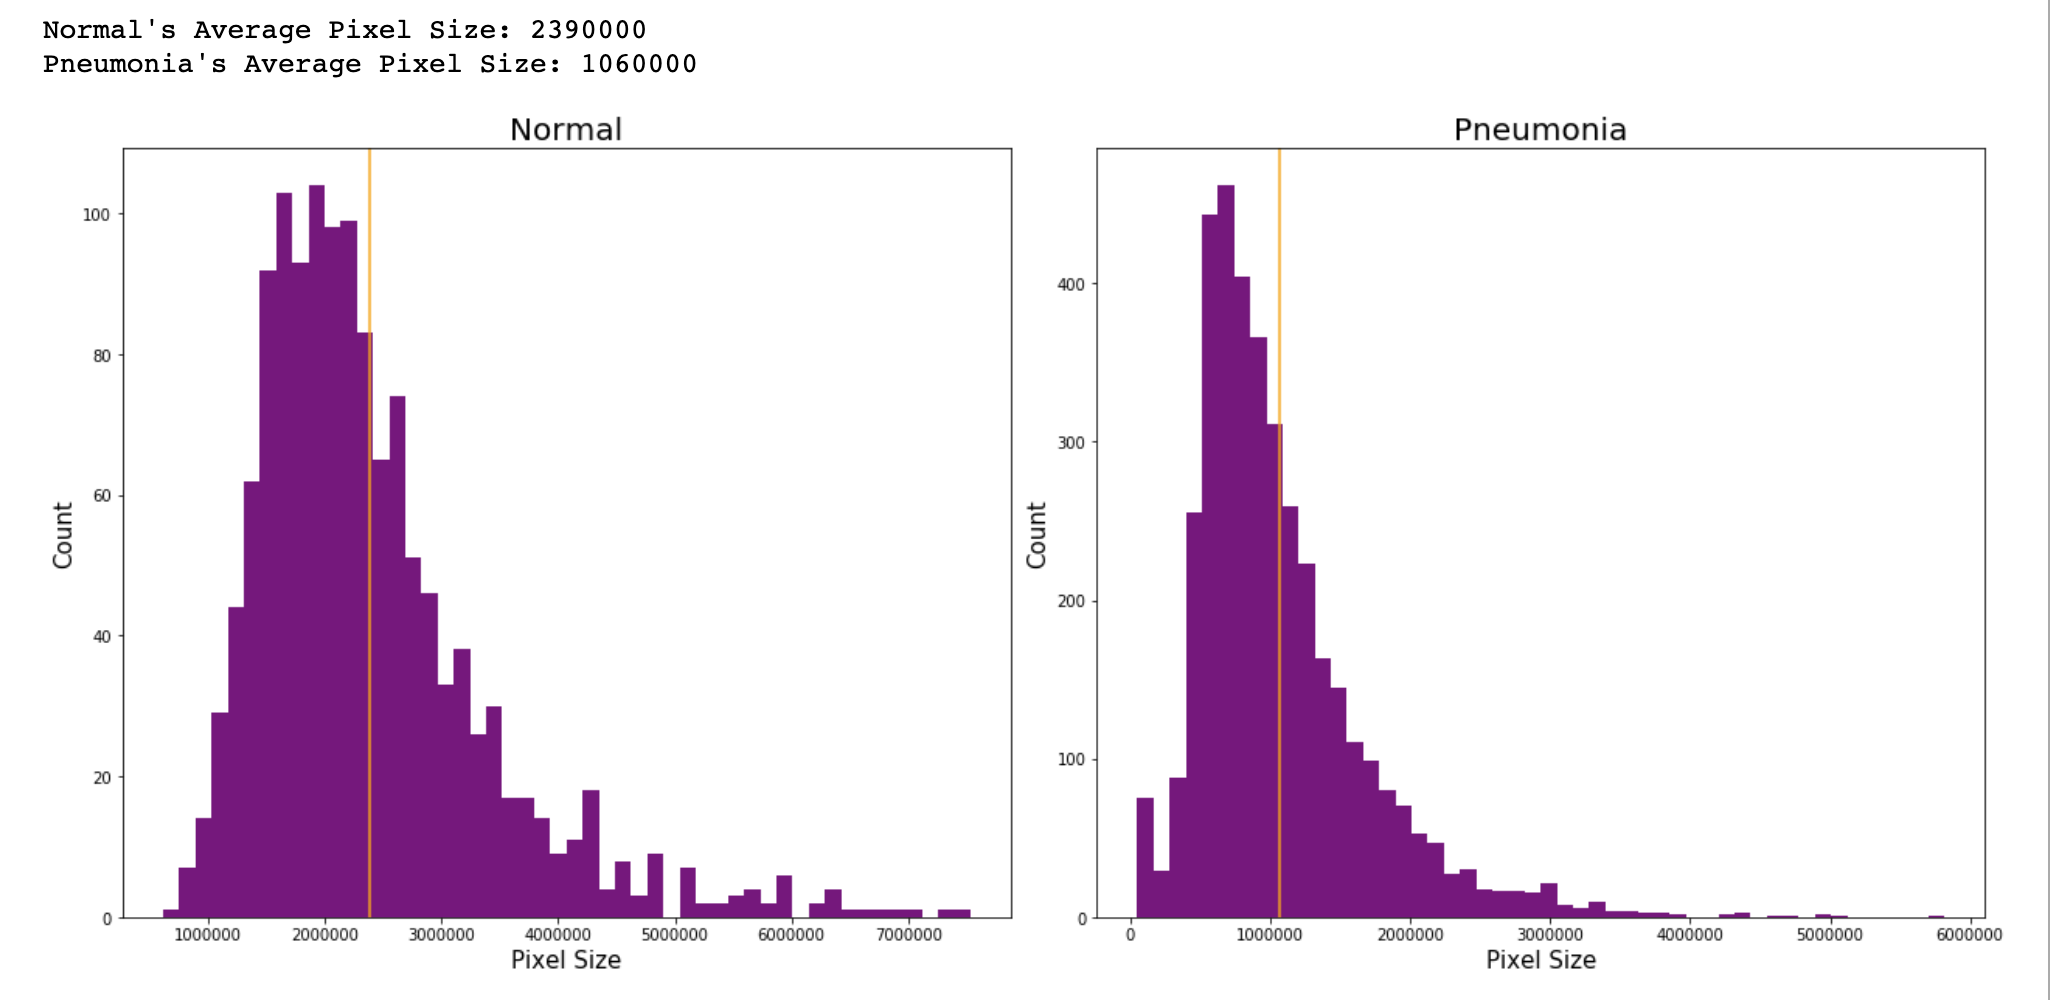 Normal's Average Pixel Size: 2390000
Pneumonia's Average Pixel Size: 1060000
Normal
Count
100
80
60
40
20
0
1000000 2000000 3000000 4000000 5000000 6000000 7000000
Pixel Size
Pneumonia
Count
400
300
200
100
0
0 1000000 2000000 3000000 4000000 5000000 6000000
Pixel Size